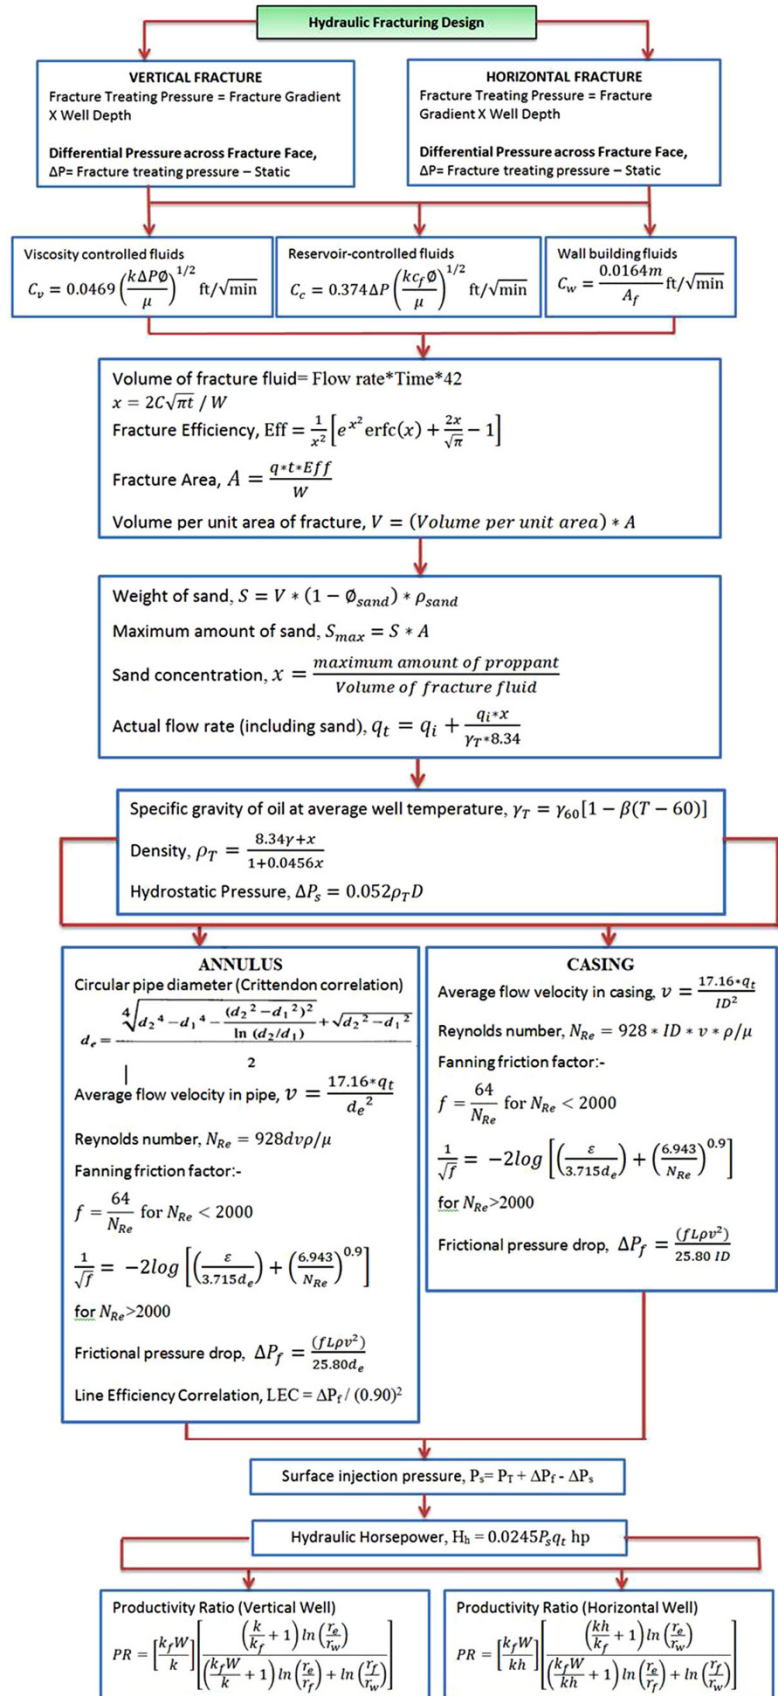 Hydraulic Fracturing Design
VERTICAL FRACTURE
Fracture Treating Pressure = Fracture Gradient
X Well Depth
Differential Pressure across Fracture Face,
ΔP= Fracture treating pressure – Static
HORIZONTAL FRACTURE
Fracture Treating Pressure = Fracture
Gradient X Well Depth
Differential Pressure across Fracture Face,
ΔP= Fracture treating pressure – Static
Viscosity controlled fluids
C_v = 0.0469 (kΔPØ/μ)^1/2 ft/√min
Reservoir-controlled fluids
C_c = 0.374ΔP (kc_fØ/μ)^1/2 ft/√min
Wall building fluids
C_w = 0.0164m/A_f ft/√min
Volume of fracture fluid= Flow rate*Time*42
x = 2C√πt / W
Fracture Efficiency, Eff = 1/x² [e^x² erfc(x) + 2x/√π − 1]
Fracture Area, A = q*t*Eff/W
Volume per unit area of fracture, V = (Volume per unit area) * A
Weight of sand, S = V * (1 − Ø_sand) * ρ_sand
Maximum amount of sand, S_max = S * A
Sand concentration, x = maximum amount of proppant/Volume of fracture fluid
Actual flow rate (including sand), q_t = q_i + q_i*x/γ_T*8.34
Specific gravity of oil at average well temperature, γ_T = γ_60[1 − β(T − 60)]
Density, ρ_T = 8.34γ+x/1+0.0456x
Hydrostatic Pressure, ΔP_s = 0.052ρ_T D
ANNULUS
Circular pipe diameter (Crittendon correlation)
d_e = (∜(d_2⁴ − d_1⁴ − (d_2² − d_1²)²/ln (d_2/d_1)) + √(d_2² − d_1²))/2
Average flow velocity in pipe, v = 17.16*q_t/d_e²
Reynolds number, N_Re = 928dvρ/μ
Fanning friction factor:-
f = 64/N_Re for N_Re < 2000
1/√f = −2log [(ε/3.715d_e) + (6.943/N_Re)^0.9]
for N_Re>2000
Frictional pressure drop, ΔP_f = (fLρv²)/25.80d_e
Line Efficiency Correlation, LEC = ΔP_f / (0.90)²
CASING
Average flow velocity in casing, v = 17.16*q_t/ID²
Reynolds number, N_Re = 928 * ID * v * ρ/μ
Fanning friction factor:-
f = 64/N_Re for N_Re < 2000
1/√f = −2log [(ε/3.715d_e) + (6.943/N_Re)^0.9]
for N_Re>2000
Frictional pressure drop, ΔP_f = (fLρv²)/25.80 ID
Surface injection pressure, P_s= P_T + ΔP_f - ΔP_s
Hydraulic Horsepower, H_h = 0.0245P_s q_t hp
Productivity Ratio (Vertical Well)
PR = [k_f W/k] [(k/k_f + 1) ln (r_e/r_w)/((k_f W/k + 1) ln (r_e/r_f) + ln (r_f/r_w))]
Productivity Ratio (Horizontal Well)
PR = [k_f W/kh] [(kh/k_f + 1) ln (r_e/r_w)/((k_f W/kh + 1) ln (r_e/r_f) + ln (r_f/r_w))]